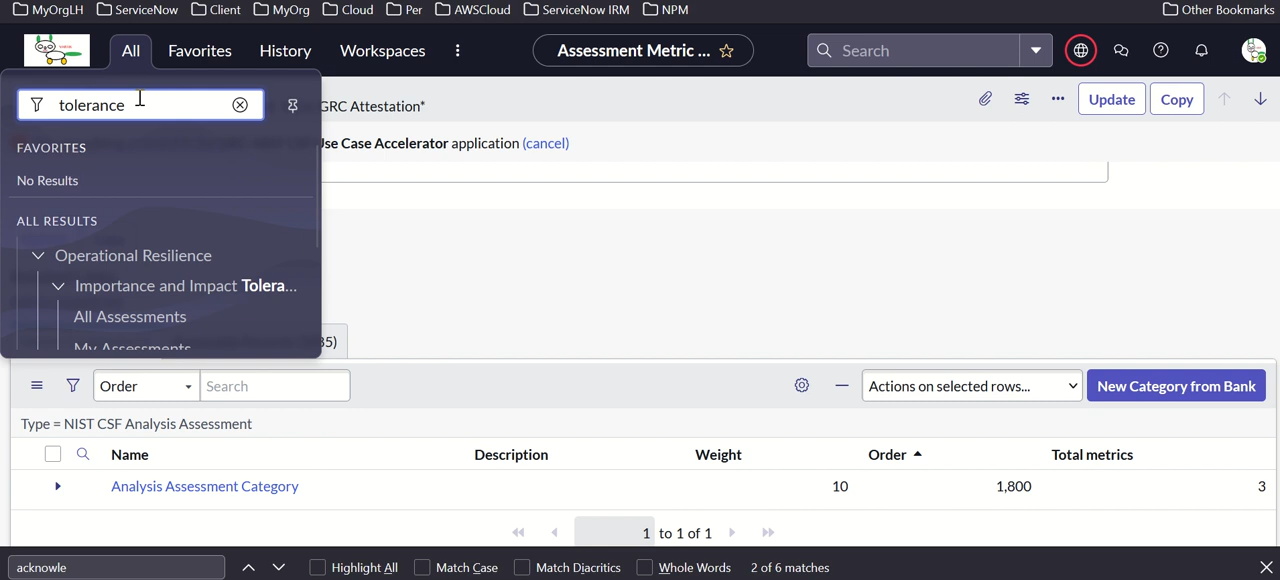 MyOrgLH ServiceNow Client MyOrg Cloud Per AWSCloud ServiceNow IRM NPM Other Bookmarks
All Favorites History Workspaces Assessment Metric ... Search
tolerance
GRC Attestation*
Update Copy
FAVORITES
Use Case Accelerator application (cancel)
No Results
ALL RESULTS
Operational Resilience
Importance and Impact Tolera...
All Assessments
My Assessments
35)
Order Search Actions on selected rows... New Category from Bank
Type = NIST CSF Analysis Assessment
Name Description Weight Order Total metrics
Analysis Assessment Category 10 1,800 3
1 to 1 of 1
acknowle Highlight All Match Case Match Diacritics Whole Words 2 of 6 matches